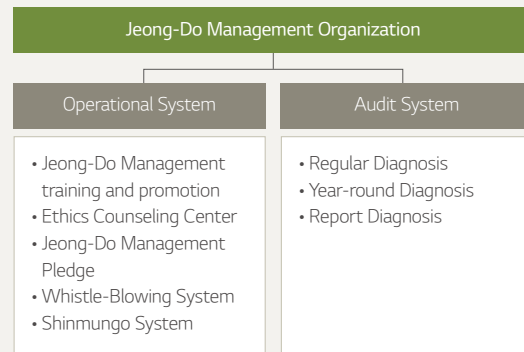 Jeong-Do Management Organization
Operational System
• Jeong-Do Management
training and promotion
• Ethics Counseling Center
• Jeong-Do Management
Pledge
• Whistle-Blowing System
• Shinmungo System
Audit System
• Regular Diagnosis
• Year-round Diagnosis
• Report Diagnosis